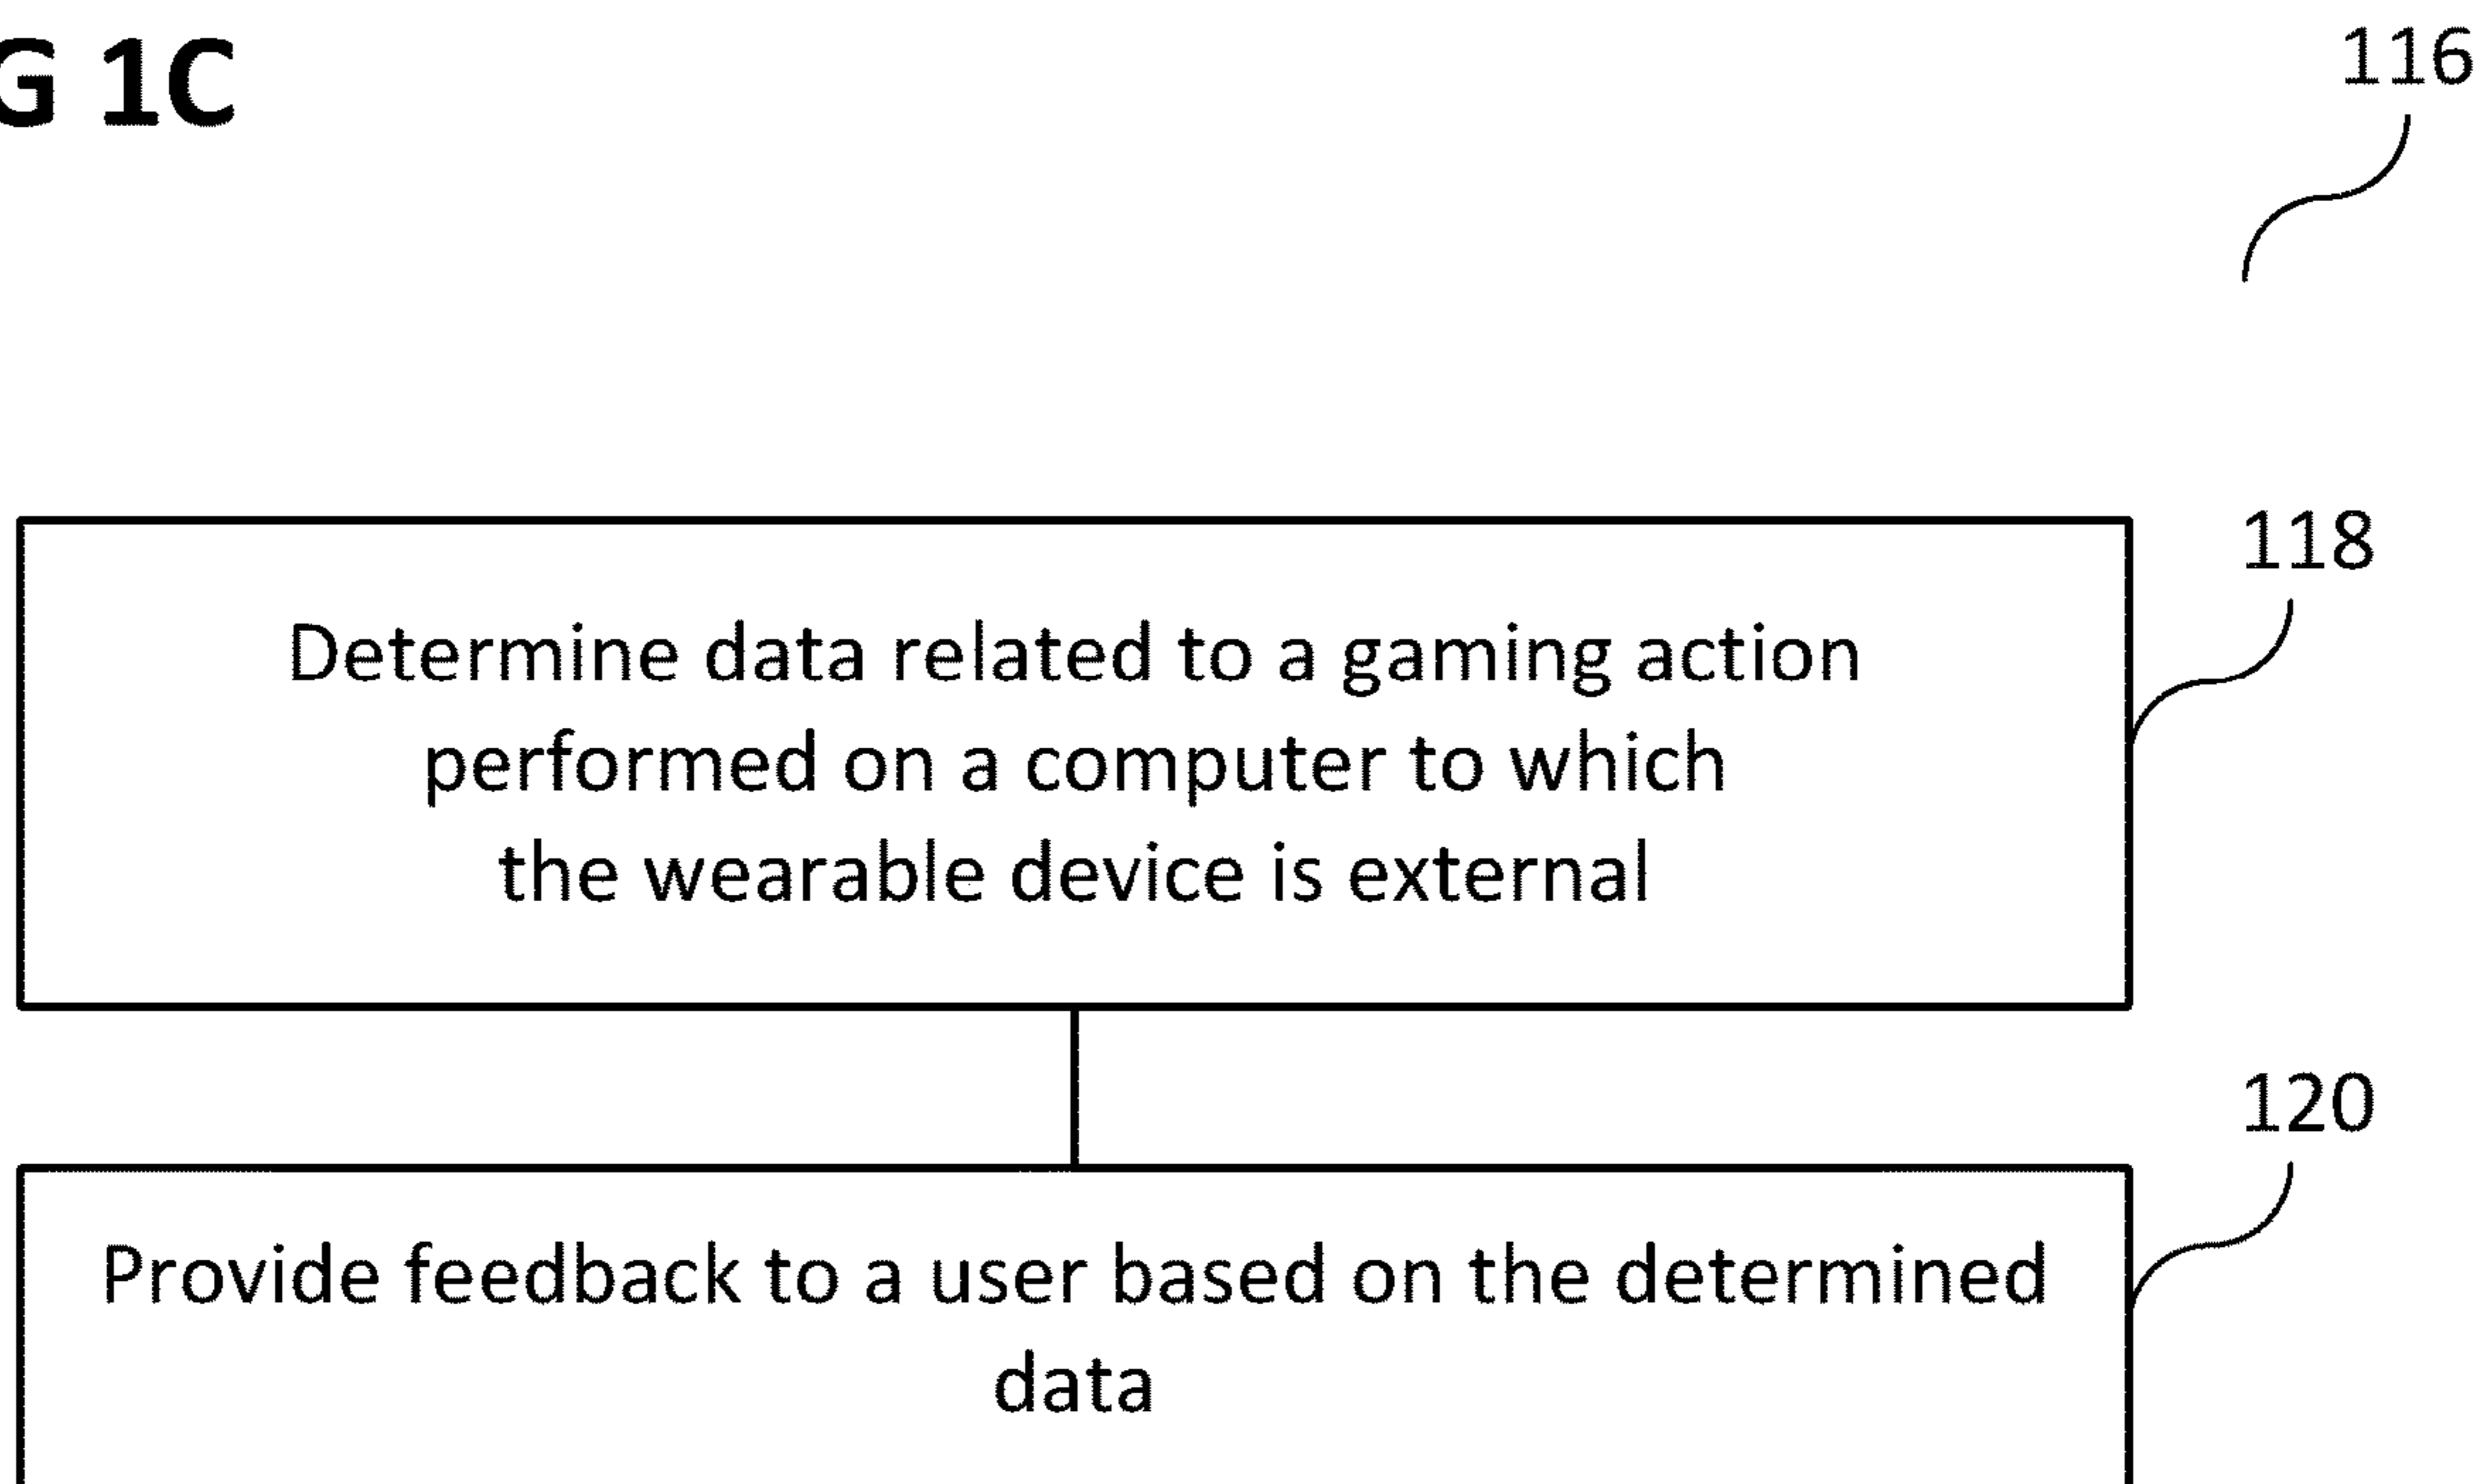 G 1C
116
118
Determine data related to a gaming action
performed on a computer to which
the wearable device is external
120
Provide feedback to a user based on the determined
data